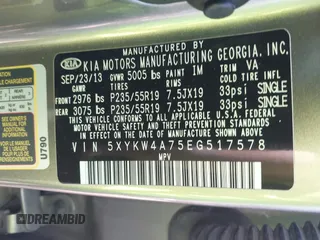 MANUFACTURED BY
KIA KIA MOTORS MANUFACTURING GEORGIA, INC.
SEP/23/13 GVWR 5005 lbs PAINT IM TRIM VA
GAWR TIRE RIM COLD TIRE INFL
FRONT 2976 lbs P235/55R19 7.5JX19 33psi SINGLE
REAR 3075 lbs P235/55R19 7.5JX19 33psi SINGLE
THIS VEHICLE CONFORMS TO ALL APPLICABLE FEDERAL MOTOR VEHICLE SAFETY AND THEFT PREVENTION STANDARDS
IN EFFECT ON THE DATE OF MANUFACTURE SHOWN ABOVE
VIN 5XYKW4A75EG517578
MPV
U790
DREAMBID